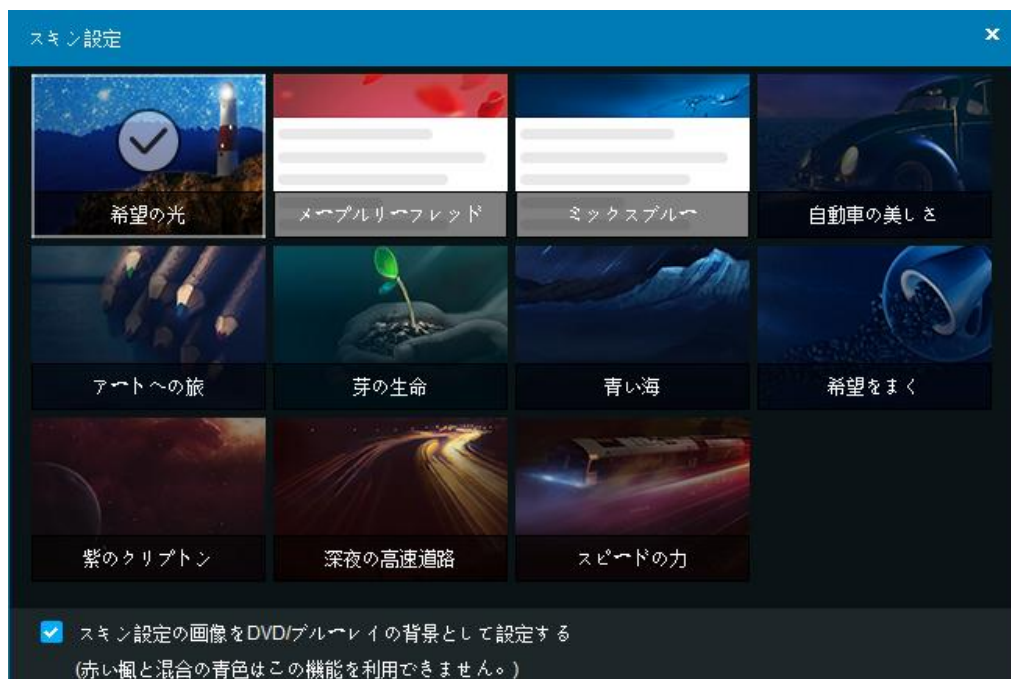 スキン設定
希望の光
メープルリーフレッド
ミックスブルー
自動車の美しさ
アートへの旅
芽の生命
青い海
希望をまく
紫のクリプトン
深夜の高速道路
スピードの力
スキン設定の画像をDVD/ブルーレイの背景として設定する
(赤い楓と混合の青色はこの機能を利用できません。)